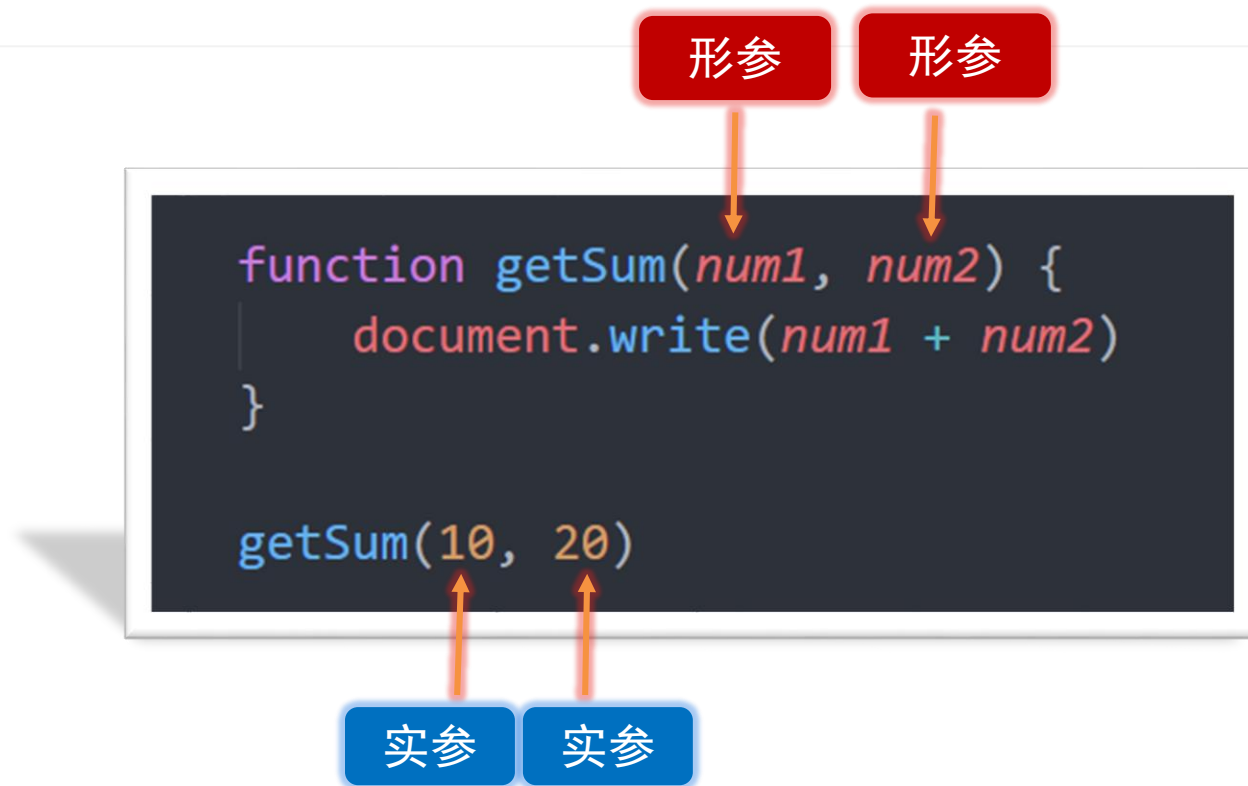 形参 形参
function getSum(num1, num2) {
document.write(num1 + num2)
}
getSum(10, 20)
实参 实参